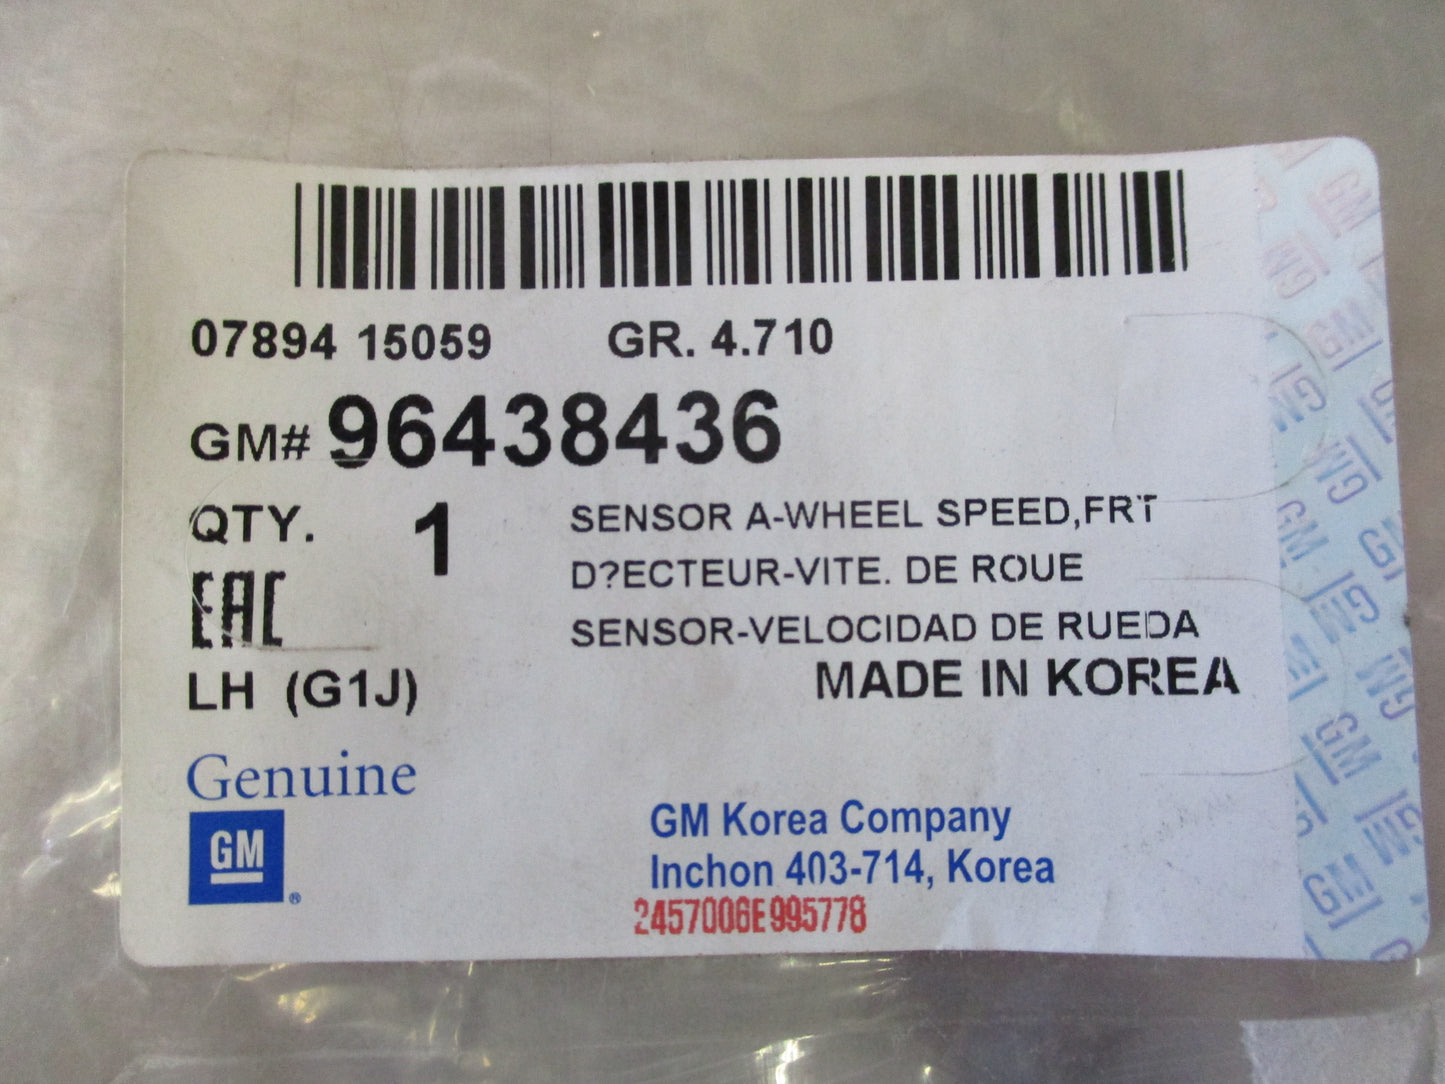 07894 15059 GR. 4.710
GM# 96438436
QTY. 1 SENSOR A-WHEEL SPEED,FRT
D?ECTEUR-VITE. DE ROUE
EAC
SENSOR-VELOCIDAD DE RUEDA
LH (G1J) MADE IN KOREA
Genuine
GM
®
GM Korea Company
Inchon 403-714, Korea
2457006E995778